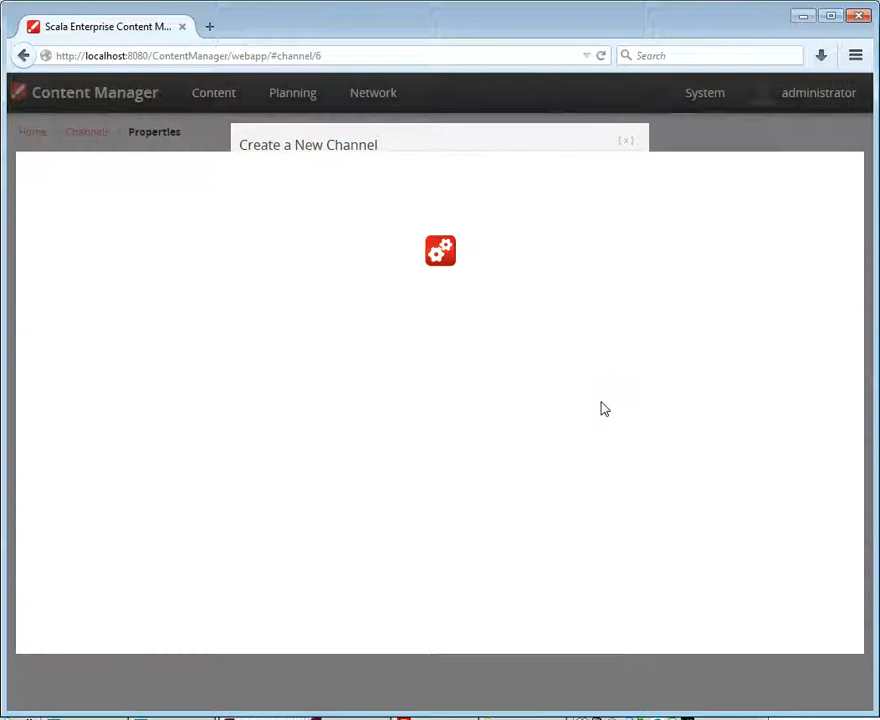 Scala Enterprise Content M...
http://localhost:8080/ContentManager/webapp/#channel/6
Search
Content Manager
Content
Planning
Network
System
administrator
Home
Channels
Properties
Create a New Channel
[x]